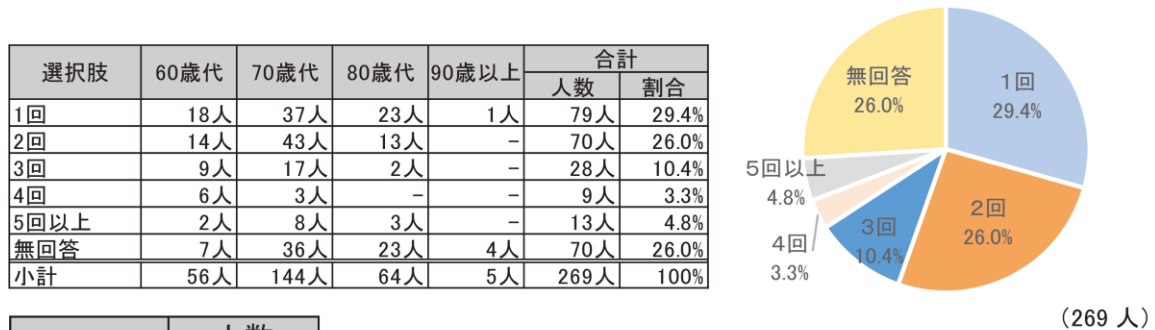 選択肢 60歳代 70歳代 80歳代 90歳以上 合計
人数 割合
1回 18人 37人 23人 1人 79人 29.4%
2回 14人 43人 13人 － 70人 26.0%
3回 9人 17人 2人 － 28人 10.4%
4回 6人 3人 － － 9人 3.3%
5回以上 2人 8人 3人 － 13人 4.8%
無回答 7人 36人 23人 4人 70人 26.0%
小計 56人 144人 64人 5人 269人 100%
1回
29.4%
2回
26.0%
3回
10.4%
4回
3.3%
5回以上
4.8%
無回答
26.0%
(269 人)